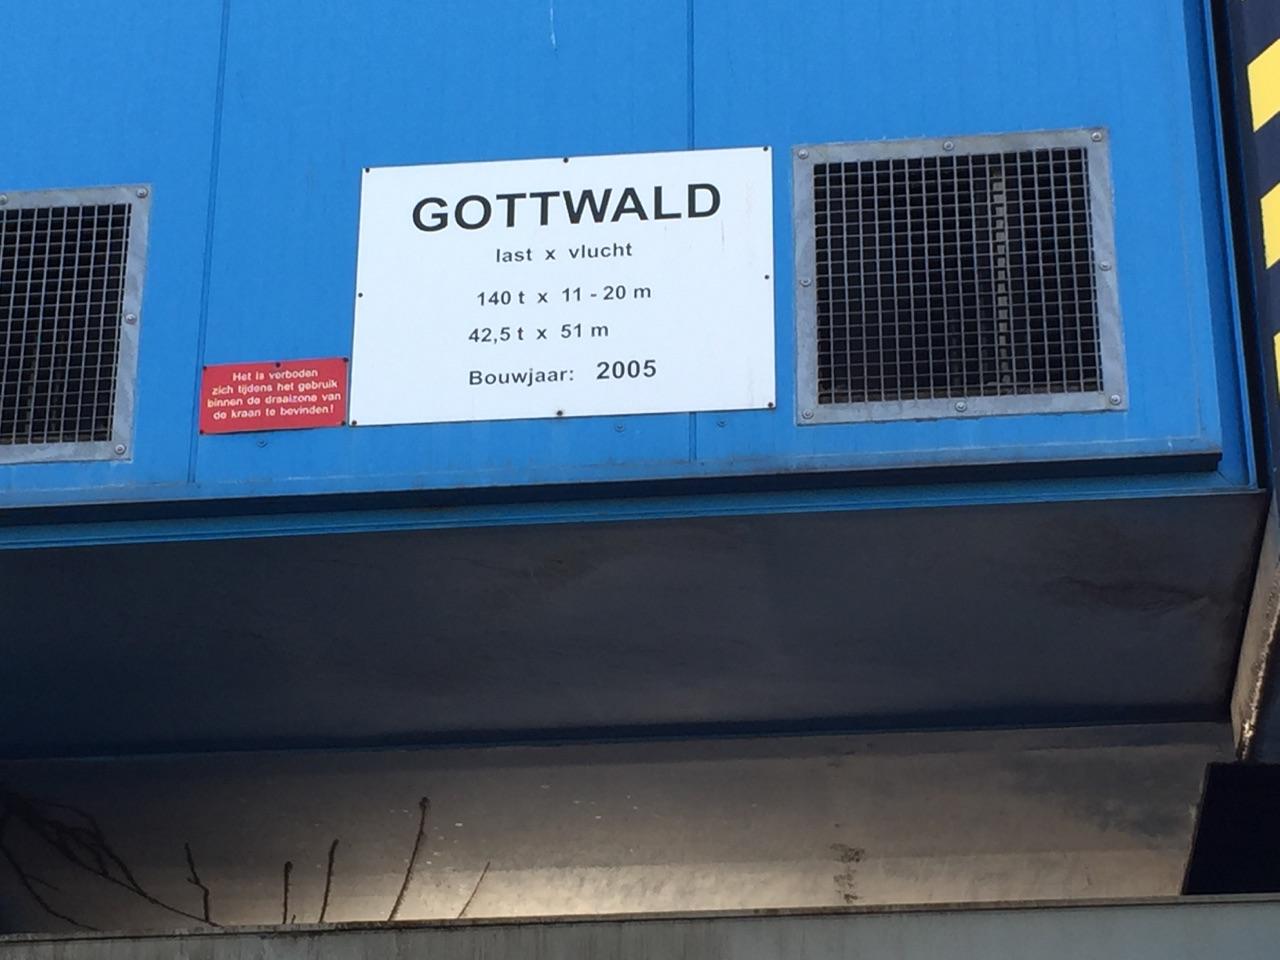 GOTTWALD
last x vlucht
140 t x 11 - 20 m
42,5 t x 51 m
Bouwjaar: 2005
Het is verboden
zich tijdens het gebruik
binnen de draaizone van
de kraan te bevinden!